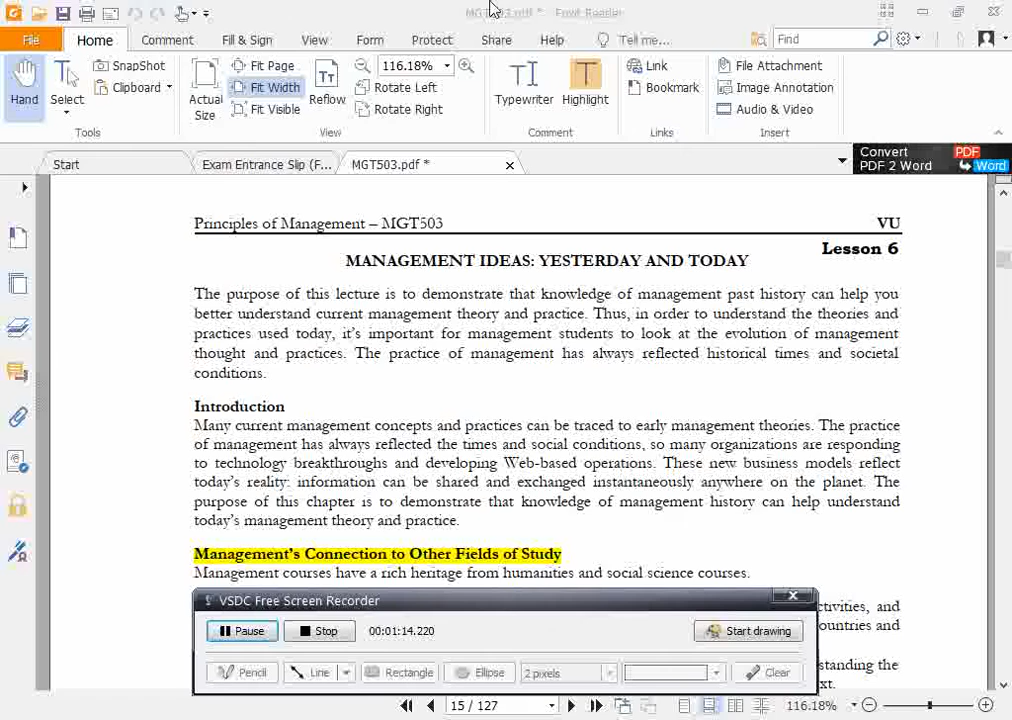 MGT503.pdf * - Foxit Reader
File
Home
Comment
Fill & Sign
View
Form
Protect
Share
Help
Tell me...
Find
Hand
Select
SnapShot
Clipboard
Tools
Actual
Size
Fit Page
Fit Width
Fit Visible
Reflow
116.18%
Rotate Left
Rotate Right
View
Typewriter
Highlight
Comment
Link
Bookmark
Links
File Attachment
Image Annotation
Audio & Video
Insert
Start
Exam Entrance Slip (F...
MGT503.pdf *
Convert
PDF 2 Word
PDF
Word
Principles of Management – MGT503
VU
Lesson 6
MANAGEMENT IDEAS: YESTERDAY AND TODAY
The purpose of this lecture is to demonstrate that knowledge of management past history can help you
better understand current management theory and practice. Thus, in order to understand the theories and
practices used today, it's important for management students to look at the evolution of management
thought and practices. The practice of management has always reflected historical times and societal
conditions.
Introduction
Many current management concepts and practices can be traced to early management theories. The practice
of management has always reflected the times and social conditions, so many organizations are responding
to technology breakthroughs and developing Web-based operations. These new business models reflect
today's reality: information can be shared and exchanged instantaneously anywhere on the planet. The
purpose of this chapter is to demonstrate that knowledge of management history can help understand
today's management theory and practice.
Management's Connection to Other Fields of Study
Management courses have a rich heritage from humanities and social science courses.
VSDC Free Screen Recorder
Pause
Stop
00:01:14.220
Start drawing
Pencil
Line
Rectangle
Ellipse
2 pixels
Clear
and
and
standing the
15 / 127
116.18%